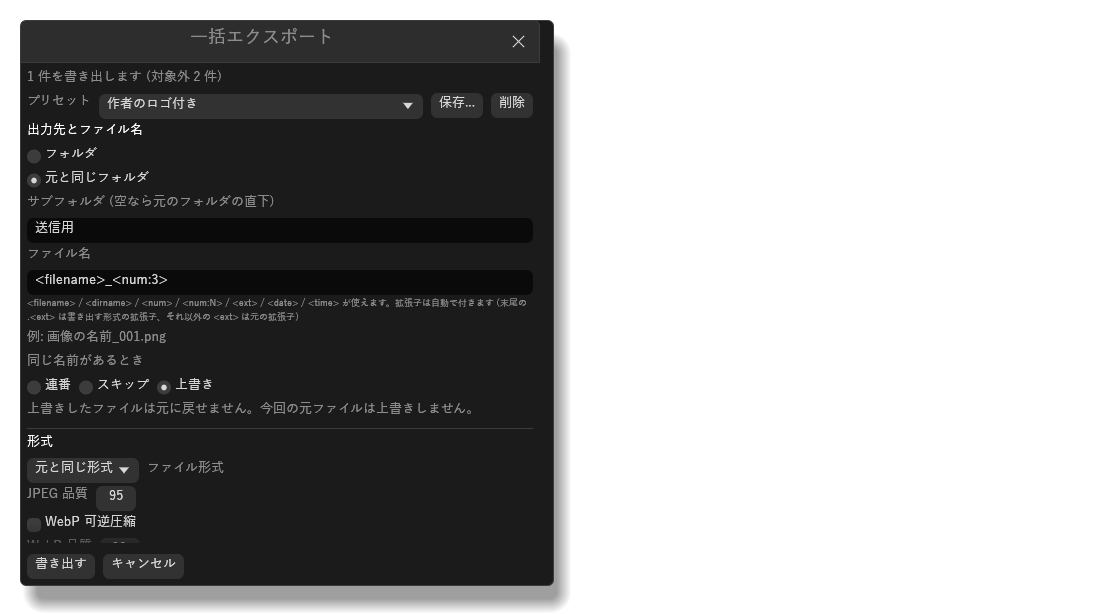 一括エクスポート
1 件を書き出します (対象外 2 件)
プリセット 作者のロゴ付き 保存... 削除
出力先とファイル名
フォルダ
元と同じフォルダ
サブフォルダ (空なら元のフォルダの直下)
送信用
ファイル名
<filename>_<num:3>
<filename> / <dirname> / <num> / <num:N> / <ext> / <date> / <time> が使えます。拡張子は自動で付きます (末尾の
.<ext> は書き出す形式の拡張子、それ以外の <ext> は元の拡張子)
例: 画像の名前_001.png
同じ名前があるとき
連番 スキップ 上書き
上書きしたファイルは元に戻せません。今回の元ファイルは上書きしません。
形式
元と同じ形式 ファイル形式
JPEG 品質 95
WebP 可逆圧縮
WebP 品質
書き出す キャンセル